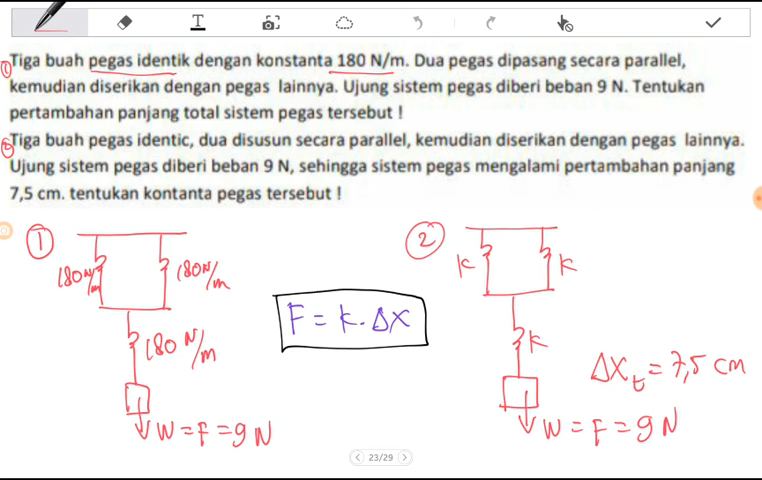 T
① Tiga buah pegas identik dengan konstanta 180 N/m. Dua pegas dipasang secara parallel,
kemudian diserikan dengan pegas lainnya. Ujung sistem pegas diberi beban 9 N. Tentukan
pertambahan panjang total sistem pegas tersebut !
② Tiga buah pegas identic, dua disusun secara parallel, kemudian diserikan dengan pegas lainnya.
Ujung sistem pegas diberi beban 9 N, sehingga sistem pegas mengalami pertambahan panjang
7,5 cm. tentukan kontanta pegas tersebut !
①
180 N/m
180 N/m
180 N/m
W = F = 9 N
F = k . Δx
②
k
k
k
Δx_t = 7,5 cm
W = F = 9 N
23/29